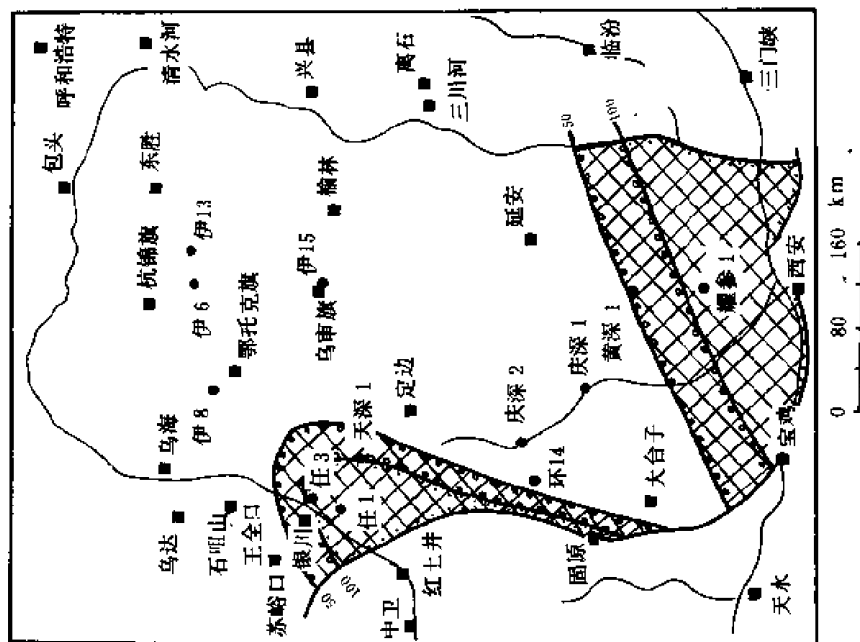 呼和浩特
清水河
兴县
离石
三川河
临汾
三门峡
包头
东胜
榆林
延安
50
100
杭锦旗
伊6
伊13
鄂托克旗
乌审旗
伊15
定边
庆深2
庆深1
黄深1
耀参1
西安
乌海
伊8
天深1
任3
任1
环14
大台子
宝鸡
乌达
石咀山
王全口
苏峪口
银川
50
100
中卫
红土井
固原
天水
0 80 160 km